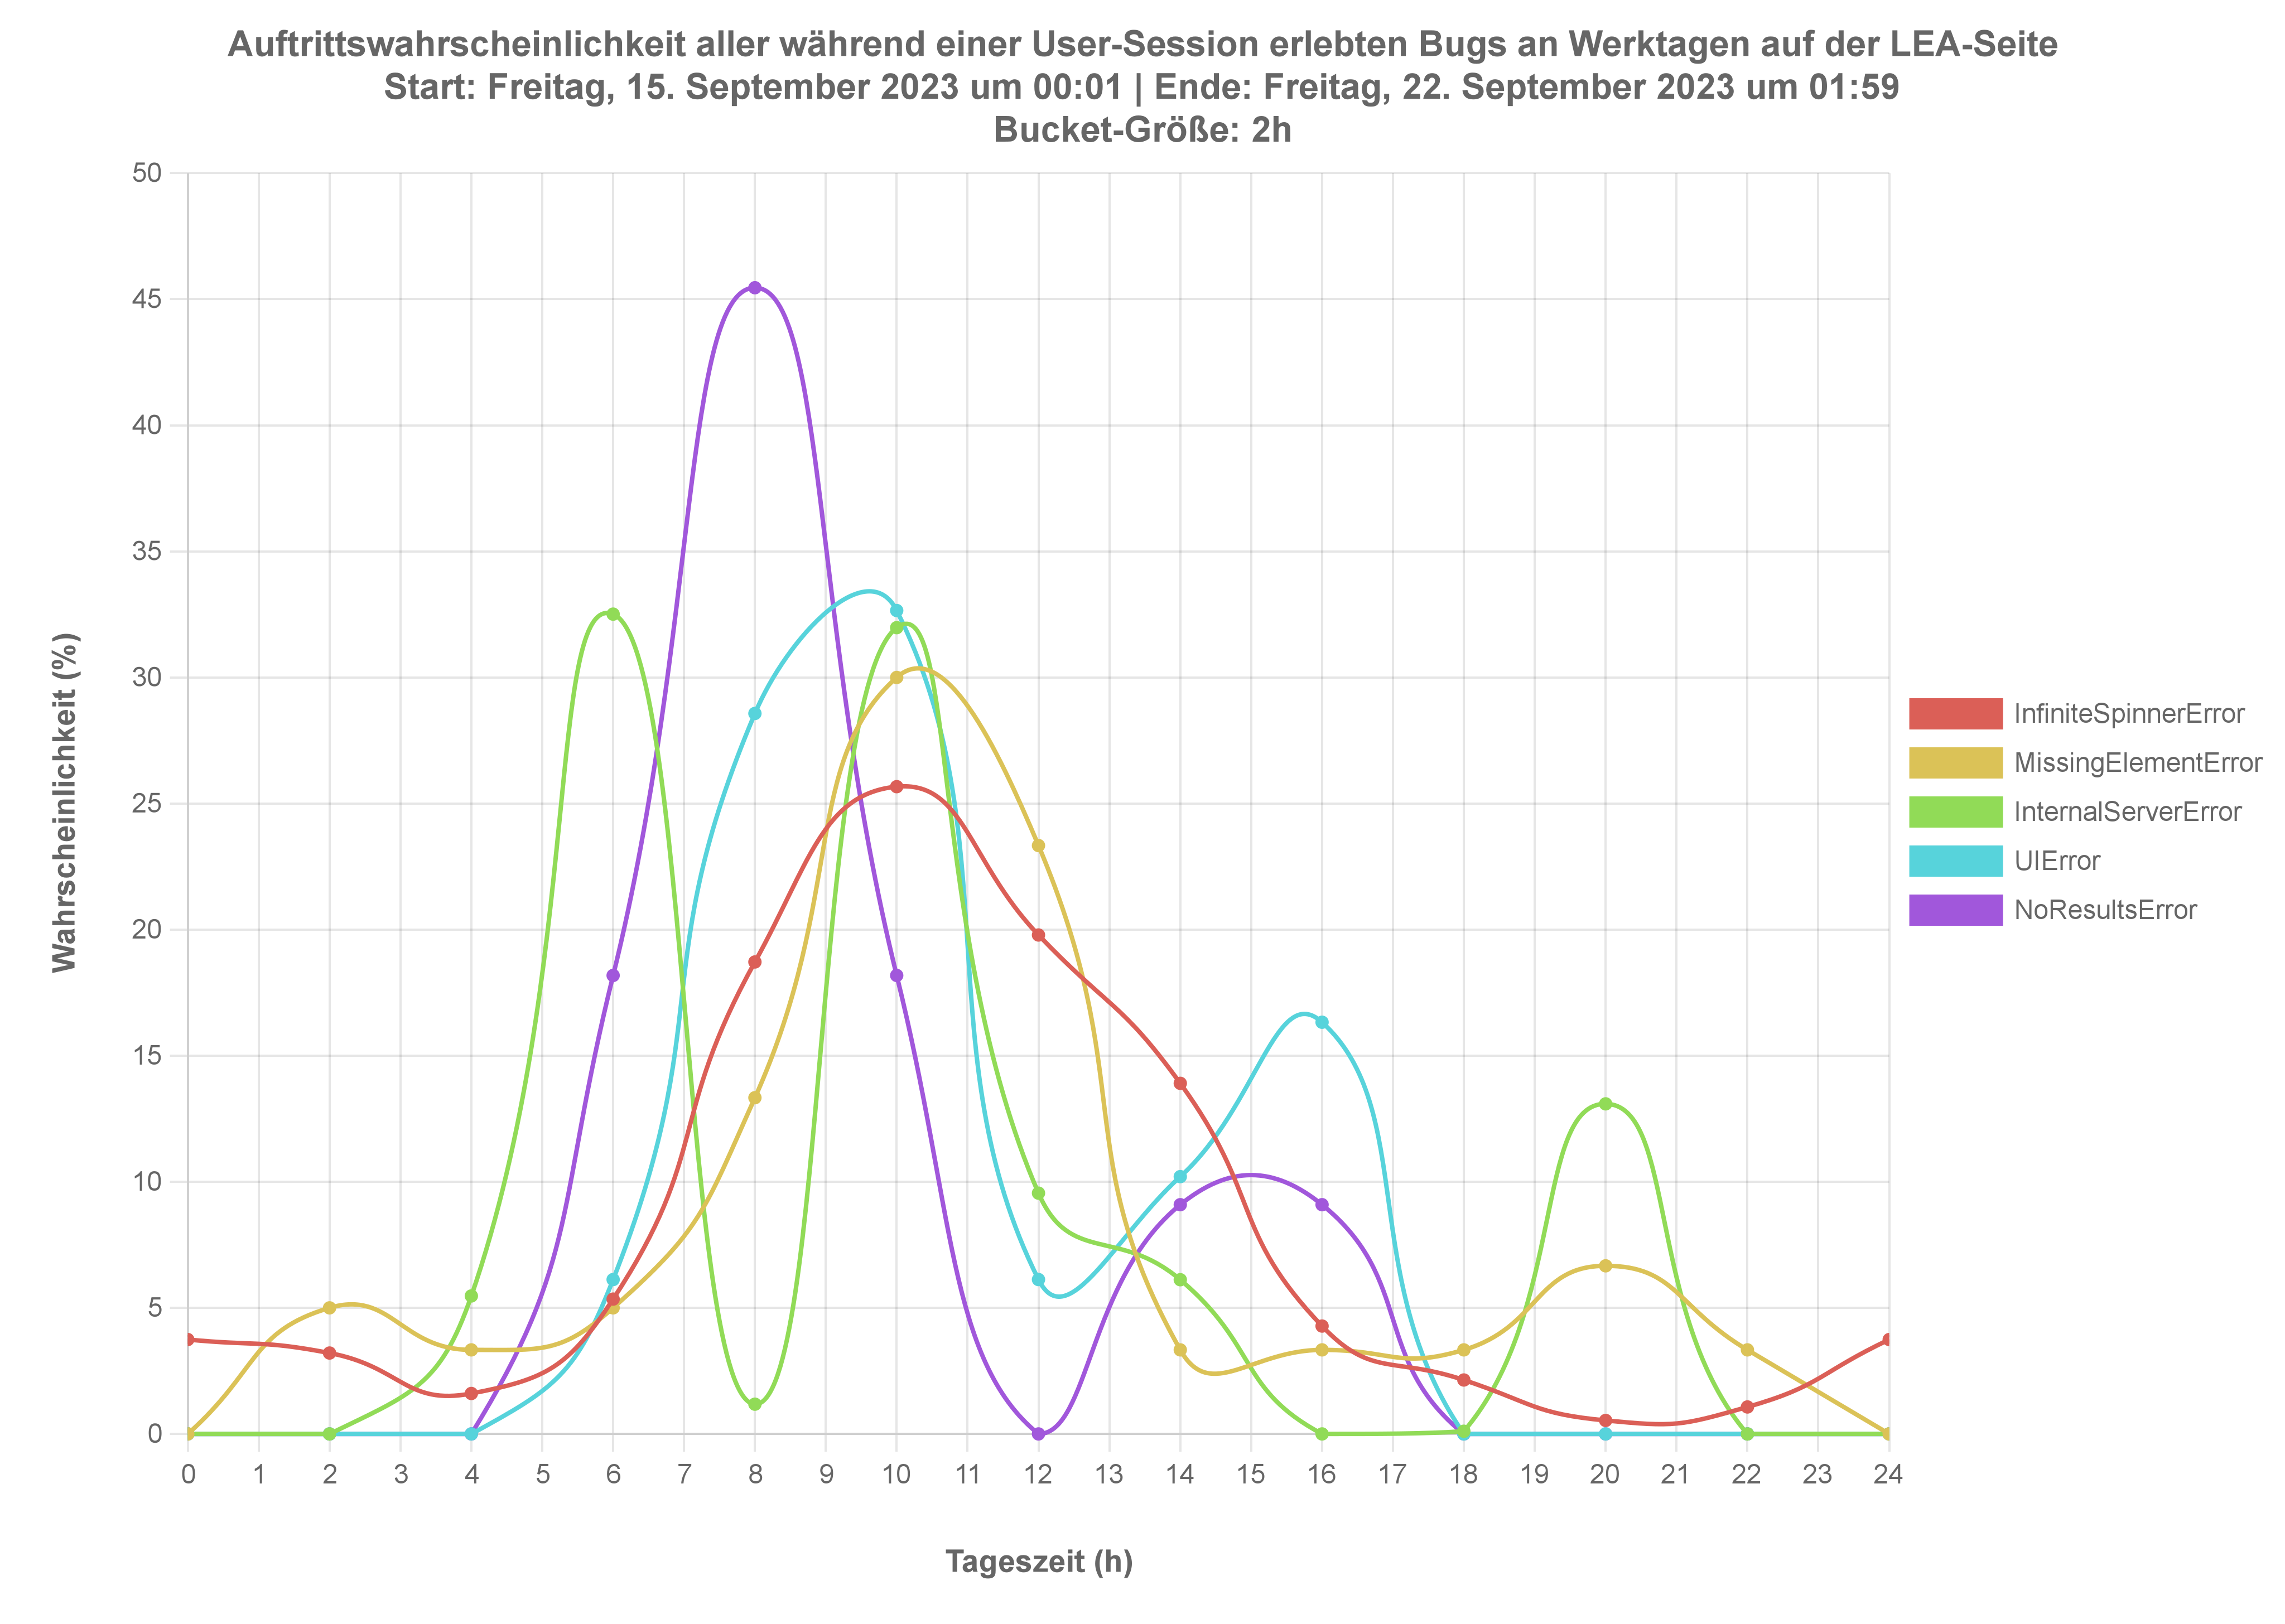 Auftrittswahrscheinlichkeit aller während einer User-Session erlebten Bugs an Werktagen auf der LEA-Seite
Start: Freitag, 15. September 2023 um 00:01 | Ende: Freitag, 22. September 2023 um 01:59
Bucket-Größe: 2h
50
45
40
35
30
25
20
15
10
5
0
Wahrscheinlichkeit (%)
0 1 2 3 4 5 6 7 8 9 10 11 12 13 14 15 16 17 18 19 20 21 22 23 24
Tageszeit (h)
InfiniteSpinnerError
MissingElementError
InternalServerError
UIError
NoResultsError